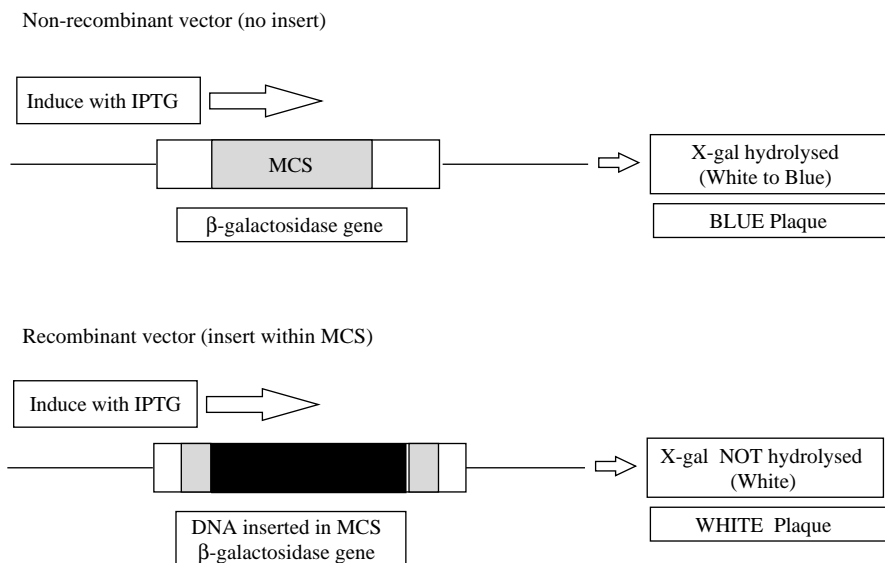 Non-recombinant vector (no insert)
Induce with IPTG
MCS
β-galactosidase gene
X-gal hydrolysed
(White to Blue)
BLUE Plaque
Recombinant vector (insert within MCS)
Induce with IPTG
DNA inserted in MCS
β-galactosidase gene
X-gal NOT hydrolysed
(White)
WHITE Plaque